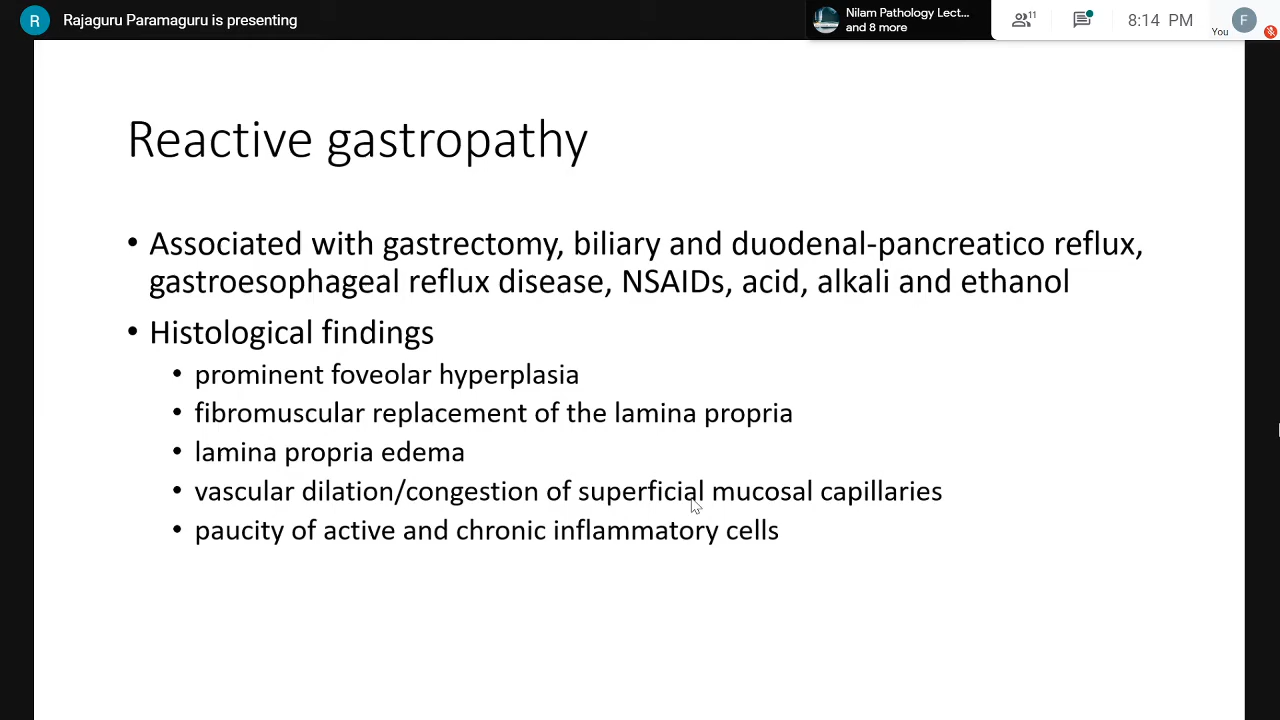 R Rajaguru Paramaguru is presenting
Nilam Pathology Lect...
and 8 more
11
8:14 PM
You
F
Reactive gastropathy
• Associated with gastrectomy, biliary and duodenal-pancreatico reflux,
gastroesophageal reflux disease, NSAIDs, acid, alkali and ethanol
• Histological findings
• prominent foveolar hyperplasia
• fibromuscular replacement of the lamina propria
• lamina propria edema
• vascular dilation/congestion of superficial mucosal capillaries
• paucity of active and chronic inflammatory cells